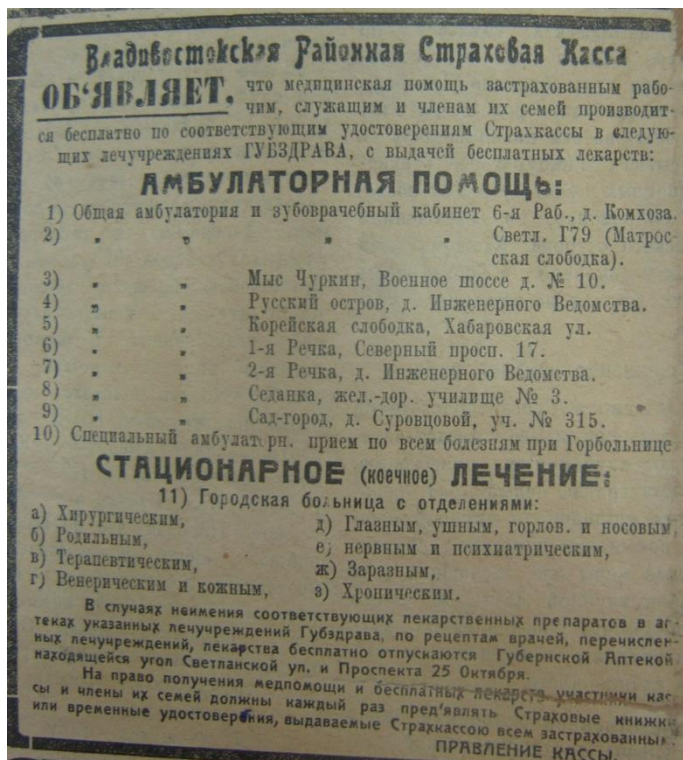 Владивостокская Районная Страховая Касса
ОБ'ЯВЛЯЕТ, что медицинская помощь застрахованным рабо-
чим, служащим и членам их семей производит-
ся бесплатно по соответствующим удостоверениям Страхкассы в следую-
щих лечучреждениях ГУБЗДРАВА, с выдачей бесплатных лекарств:
АМБУЛАТОРНАЯ ПОМОЩЬ:
1) Общая амбулатория и зубоврачебный кабинет 6-я Раб., д. Комхоза.
2) " " " " Светл. Г79 (Матрос-
ская слободка).
3) " " Мыс Чуркин, Военное шоссе д. № 10.
4) " " Русский остров, д. Инженерного Ведомства.
5) " " Корейская слободка, Хабаровская ул.
6) " " 1-я Речка, Северный просп. 17.
7) " " 2-я Речка, д. Инженерного Ведомства.
8) " " Седанка, жел.-дор. училище № 3.
9) " " Сад-город, д. Суровцовой, уч. № 315.
10) Специальный амбулаторн. прием по всем болезням при Горбольнице
СТАЦИОНАРНОЕ (коечное) ЛЕЧЕНИЕ:
11) Городская больница с отделениями:
а) Хирургическим,
б) Родильным,
в) Терапевтическим,
г) Венерическим и кожным,
д) Глазным, ушным, горлов. и носовым,
е) нервным и психиатрическим,
ж) Заразным,
з) Хроническим.
В случаях неимения соответствующих лекарственных препаратов в ап-
теках указанных лечучреждений Губздрава, по рецептам врачей, перечислен-
ных лечучреждений, лекарства бесплатно отпускаются Губернской Аптекой
находящейся угол Светланской ул. и Проспекта 25 Октября.
На право получения медпомощи и бесплатных лекарств участники кас-
сы и члены их семей должны каждый раз пред'являть Страховые книжки
или временные удостоверения, выдаваемые Страхкассою всем застрахованным.
ПРАВЛЕНИЕ КАССЫ.